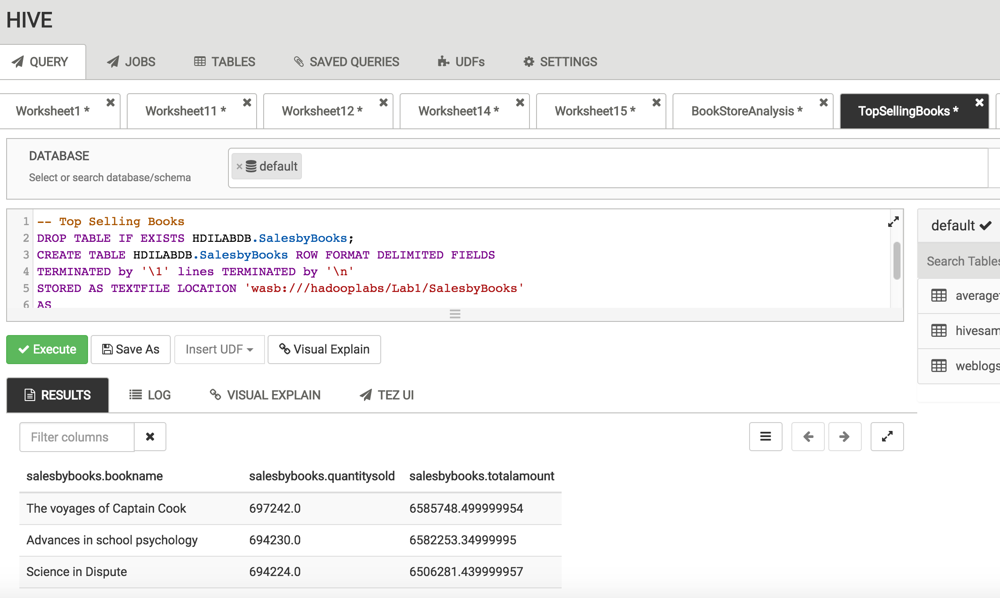 HIVE
QUERY JOBS TABLES SAVED QUERIES UDFs SETTINGS
Worksheet1 * Worksheet11 * Worksheet12 * Worksheet14 * Worksheet15 * BookStoreAnalysis * TopSellingBooks *
DATABASE
Select or search database/schema
× default
1 -- Top Selling Books
2 DROP TABLE IF EXISTS HDILABDB.SalesbyBooks;
3 CREATE TABLE HDILABDB.SalesbyBooks ROW FORMAT DELIMITED FIELDS
4 TERMINATED by '\1' lines TERMINATED by '\n'
5 STORED AS TEXTFILE LOCATION 'wasb:///hadooplabs/Lab1/SalesbyBooks'
6 AS
default
Search Tables
weblogs
Execute Save As Insert UDF Visual Explain
RESULTS LOG VISUAL EXPLAIN TEZ UI
Filter columns
salesbybooks.bookname salesbybooks.quantitysold salesbybooks.totalamount
The voyages of Captain Cook 697242.0 6585748.499999954
Advances in school psychology 694230.0 6582253.34999995
Science in Dispute 694224.0 6506281.439999957